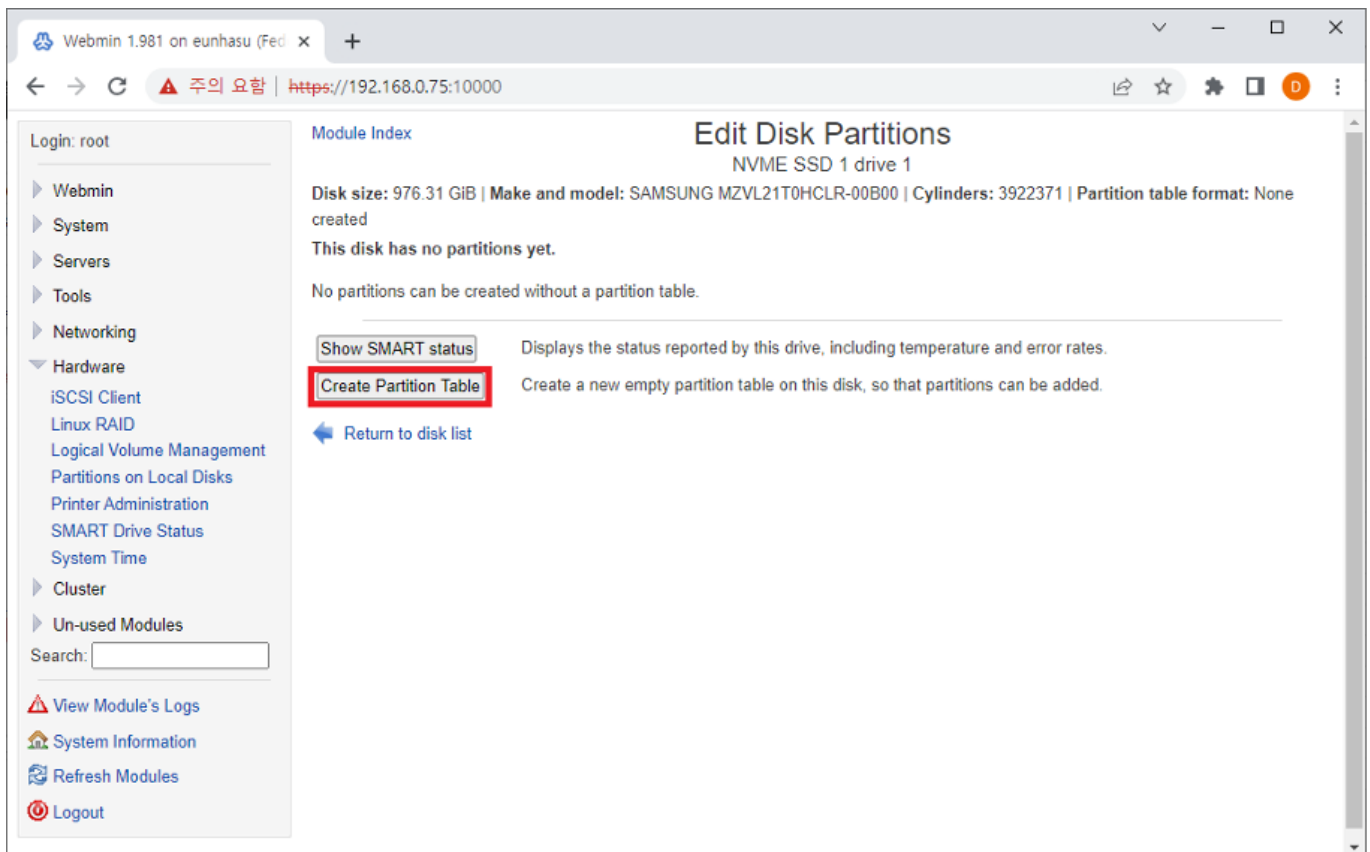 Webmin 1.981 on eunhasu (Fed
주의 요함 | https://192.168.0.75:10000
D
Login: root
Webmin
System
Servers
Tools
Networking
Hardware
iSCSI Client
Linux RAID
Logical Volume Management
Partitions on Local Disks
Printer Administration
SMART Drive Status
System Time
Cluster
Un-used Modules
Search:
View Module's Logs
System Information
Refresh Modules
Logout
Module Index
Edit Disk Partitions
NVME SSD 1 drive 1
Disk size: 976.31 GiB | Make and model: SAMSUNG MZVL21T0HCLR-00B00 | Cylinders: 3922371 | Partition table format: None
created
This disk has no partitions yet.
No partitions can be created without a partition table.
Show SMART status Displays the status reported by this drive, including temperature and error rates.
Create Partition Table Create a new empty partition table on this disk, so that partitions can be added.
Return to disk list